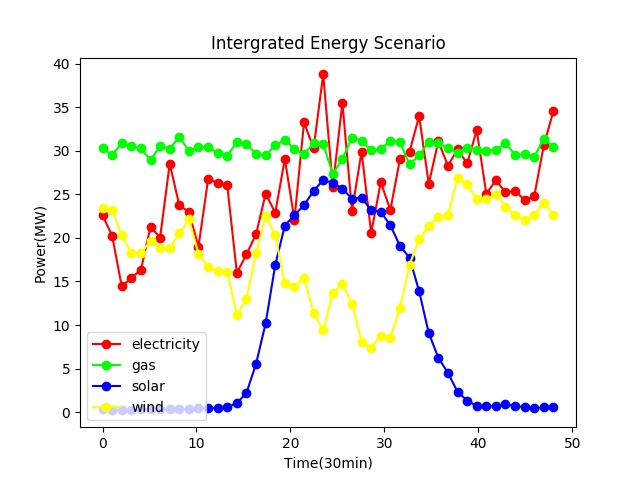 Intergrated Energy Scenario
Power(MW)
40
35
30
25
20
15
10
5
0
electricity
gas
solar
wind
0 10 20 30 40 50
Time(30min)